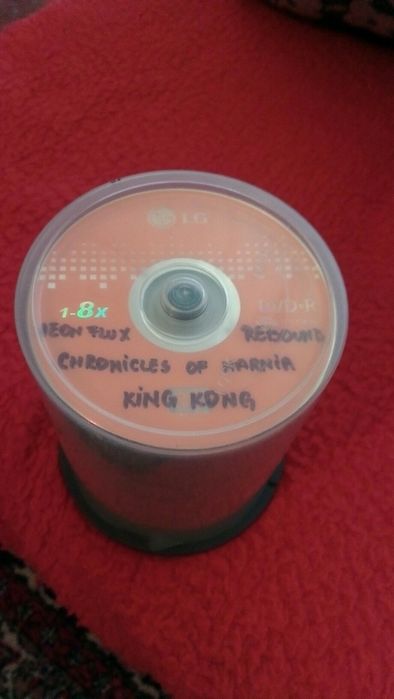 LG
DVD+R
1-8x
AEON FLUX REBOUND
CHRONICLES OF NARNIA
KING KONG